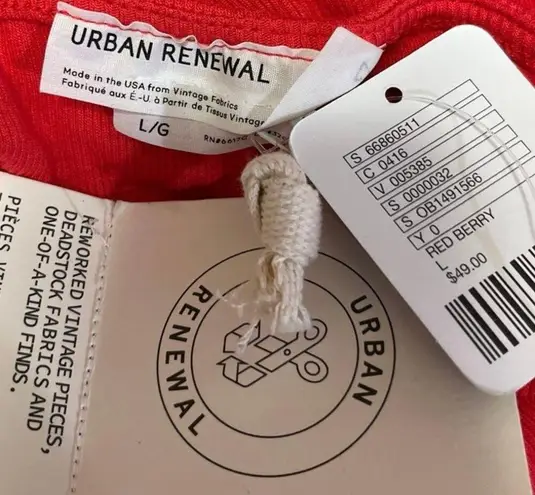 URBAN RENEWAL
Made in the USA from Vintage Fabrics
Fabriqué aux É.-U. à Partir de Tissus Vintage
L/G
S 66860511
C 0416
V 005385
S 0000032
S OB1491566
Y 0
RED BERRY
L
$49.00
REWORKED VINTAGE PIECES,
DEADSTOCK FABRICS AND
ONE-OF-A-KIND FINDS.
PIECES
URBAN
RENEWAL